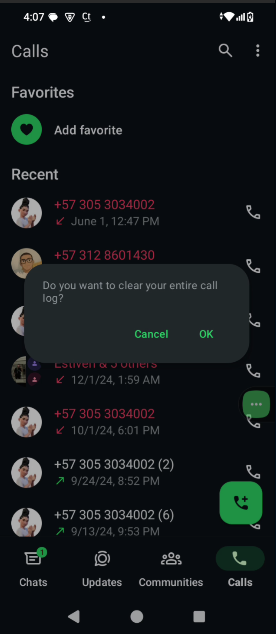 4:07
Calls
Favorites
Add favorite
Recent
+57 305 3034002
June 1, 12:47 PM
+57 312 8601430
Do you want to clear your entire call
log?
Cancel
OK
Estiven & 5 others
12/1/24, 1:59 AM
+57 305 3034002
10/1/24, 6:01 PM
+57 305 3034002 (2)
9/24/24, 8:52 PM
+57 305 3034002 (6)
9/13/24, 9:53 PM
1
Chats
Updates
Communities
Calls